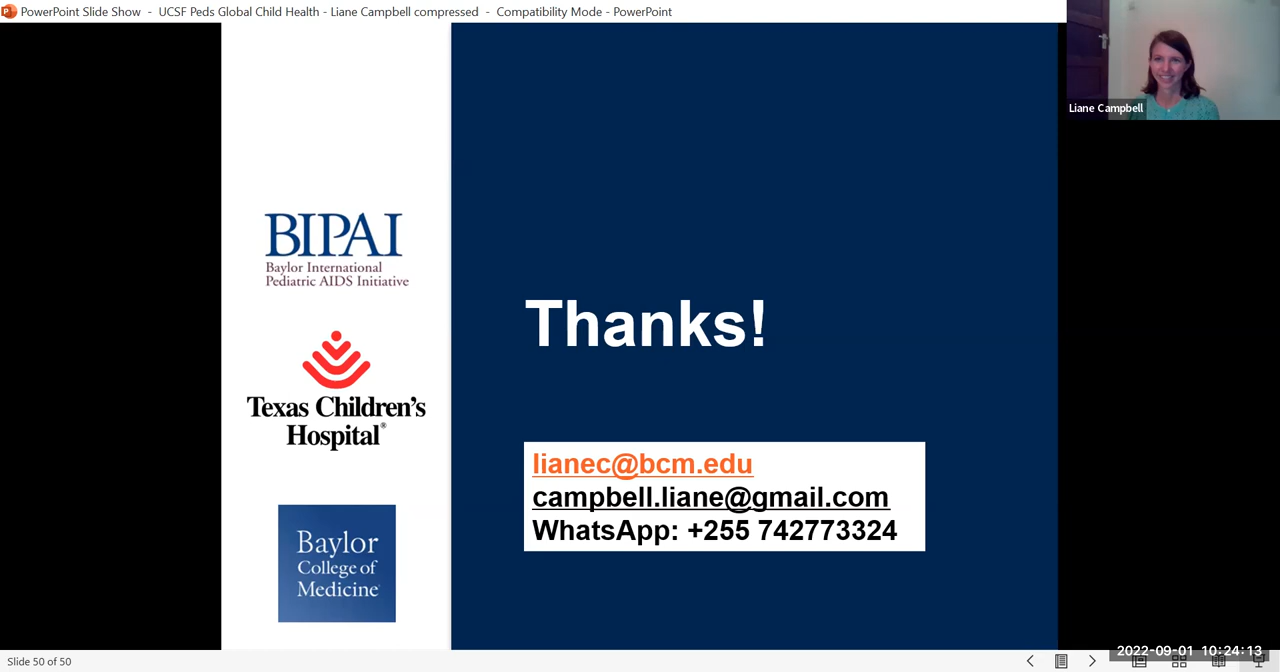 PowerPoint Slide Show - UCSF Peds Global Child Health - Liane Campbell compressed - Compatibility Mode - PowerPoint
Liane Campbell
BIPAI
Baylor International
Pediatric AIDS Initiative
Texas Children's
Hospital®
Baylor
College of
Medicine
Thanks!
lianec@bcm.edu
campbell.liane@gmail.com
WhatsApp: +255 742773324
Slide 50 of 50
2022-09-01 10:24:13